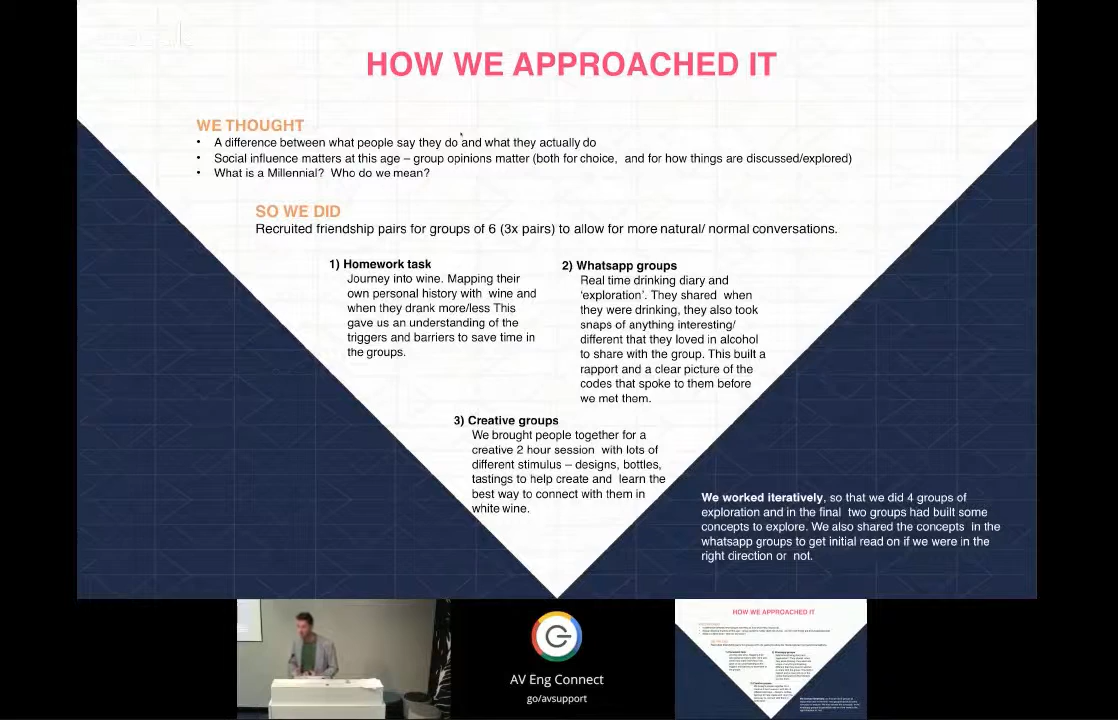 HOW WE APPROACHED IT
WE THOUGHT
• A difference between what people say they do and what they actually do
• Social influence matters at this age – group opinions matter (both for choice, and for how things are discussed/explored)
• What is a Millennial? Who do we mean?
SO WE DID
Recruited friendship pairs for groups of 6 (3x pairs) to allow for more natural/ normal conversations.
1) Homework task
Journey into wine. Mapping their
own personal history with wine and
when they drank more/less This
gave us an understanding of the
triggers and barriers to save time in
the groups.
2) Whatsapp groups
Real time drinking diary and
‘exploration’. They shared when
they were drinking, they also took
snaps of anything interesting/
different that they loved in alcohol
to share with the group. This built a
rapport and a clear picture of the
codes that spoke to them before
we met them.
3) Creative groups
We brought people together for a
creative 2 hour session with lots of
different stimulus – designs, bottles,
tastings to help create and learn the
best way to connect with them in
white wine.
We worked iteratively, so that we did 4 groups of
exploration and in the final two groups had built some
concepts to explore. We also shared the concepts in the
whatsapp groups to get initial read on if we were in the
right direction or not.
AV Eng Connect
go/avsupport
HOW WE APPROACHED IT